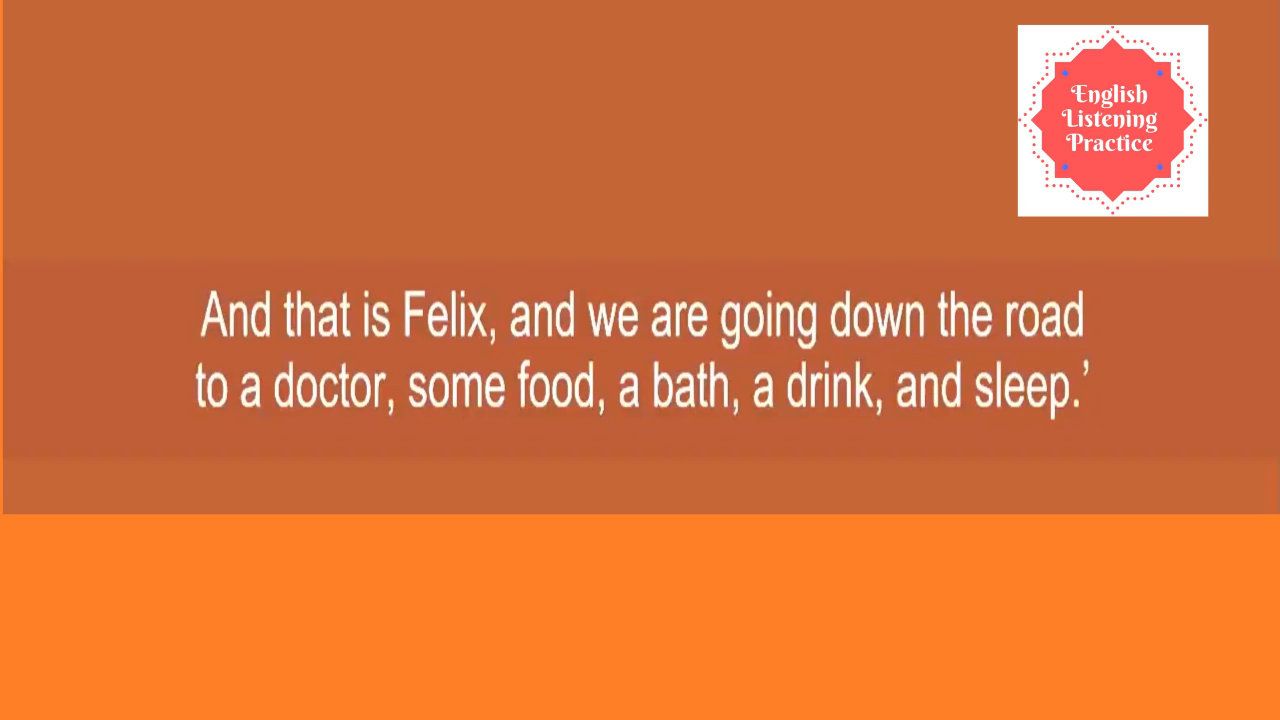 English
Listening
Practice
And that is Felix, and we are going down the road
to a doctor, some food, a bath, a drink, and sleep.’